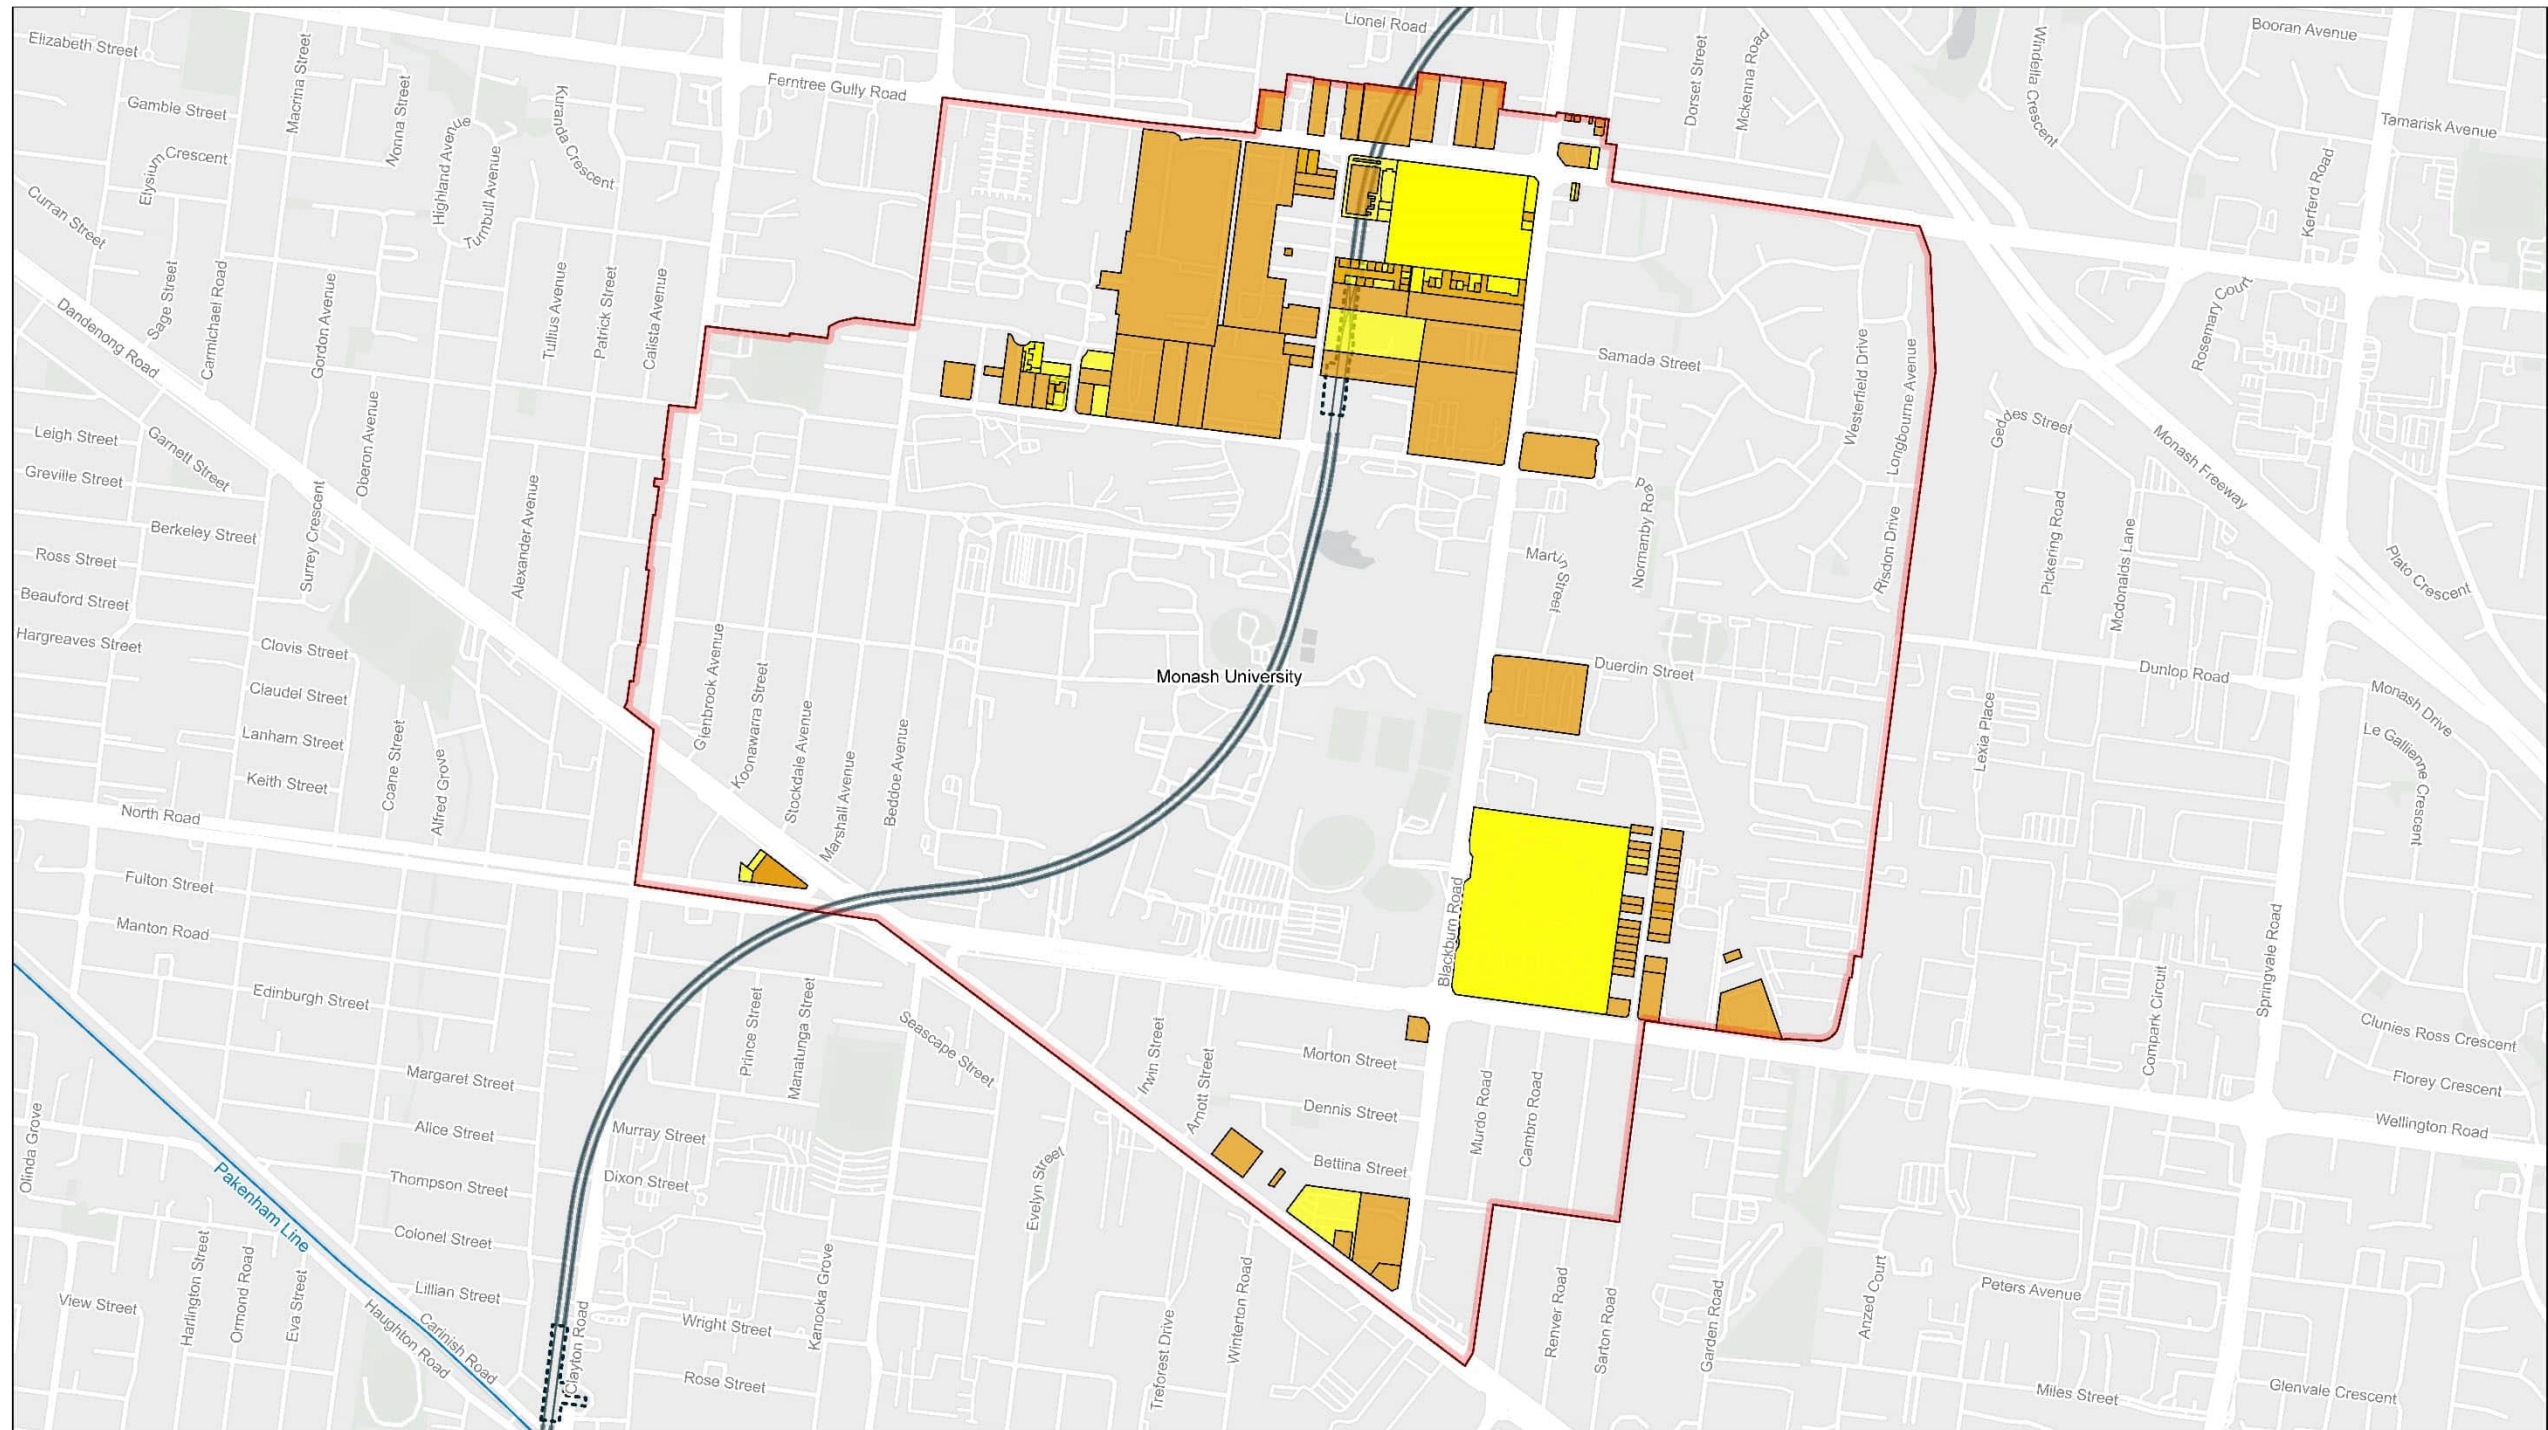 Lionel Road
Booran Avenue
Elizabeth Street
Macrina Street
Nonna Street
Ferntree Gully Road
Kuranda Crescent
Dorset Street
Mckenna Road
Windella Crescent
Tamarisk Avenue
Gamble Street
Elysium Crescent
Highland Avenue
Turnbull Avenue
Kerferd Road
Curran Street
Sage Street
Carmichael Road
Gordon Avenue
Tullius Avenue
Patrick Street
Calista Avenue
Rosemary Court
Dandenong Road
Samada Street
Westerfield Drive
Longbourne Avenue
Geddes Street
Monash Freeway
Leigh Street
Garnett Street
Oberon Avenue
Greville Street
Surrey Crescent
Alexander Avenue
Normanby Road
Berkeley Street
Ross Street
Martin Street
Risdon Drive
Pickering Road
Mcdonalds Lane
Plato Crescent
Beauford Street
Hargreaves Street
Clovis Street
Glenbrook Avenue
Koonawarra Street
Monash University
Duerdin Street
Dunlop Road
Claudel Street
Monash Drive
Lanham Street
Coane Street
Alfred Grove
Stockdale Avenue
Marshall Avenue
Beddoe Avenue
Lexia Place
Le Gallienne Crescent
Keith Street
North Road
Fulton Street
Blackburn Road
Manton Road
Springvale Road
Edinburgh Street
Prince Street
Manatunga Street
Seascape Street
Irwin Street
Arnott Street
Morton Street
Compark Circuit
Clunies Ross Crescent
Margaret Street
Florey Crescent
Dennis Street
Murdo Road
Cambro Road
Wellington Road
Olinda Grove
Alice Street
Murray Street
Pakenham Line
Thompson Street
Dixon Street
Evelyn Street
Bettina Street
Colonel Street
Harlington Street
Ormond Road
Eva Street
Kanooka Grove
Winterton Road
Renver Road
Sarton Road
Garden Road
Anzed Court
Peters Avenue
View Street
Lillian Street
Haughton Road
Carinish Road
Clayton Road
Wright Street
Treforest Drive
Rose Street
Miles Street
Glenvale Crescent